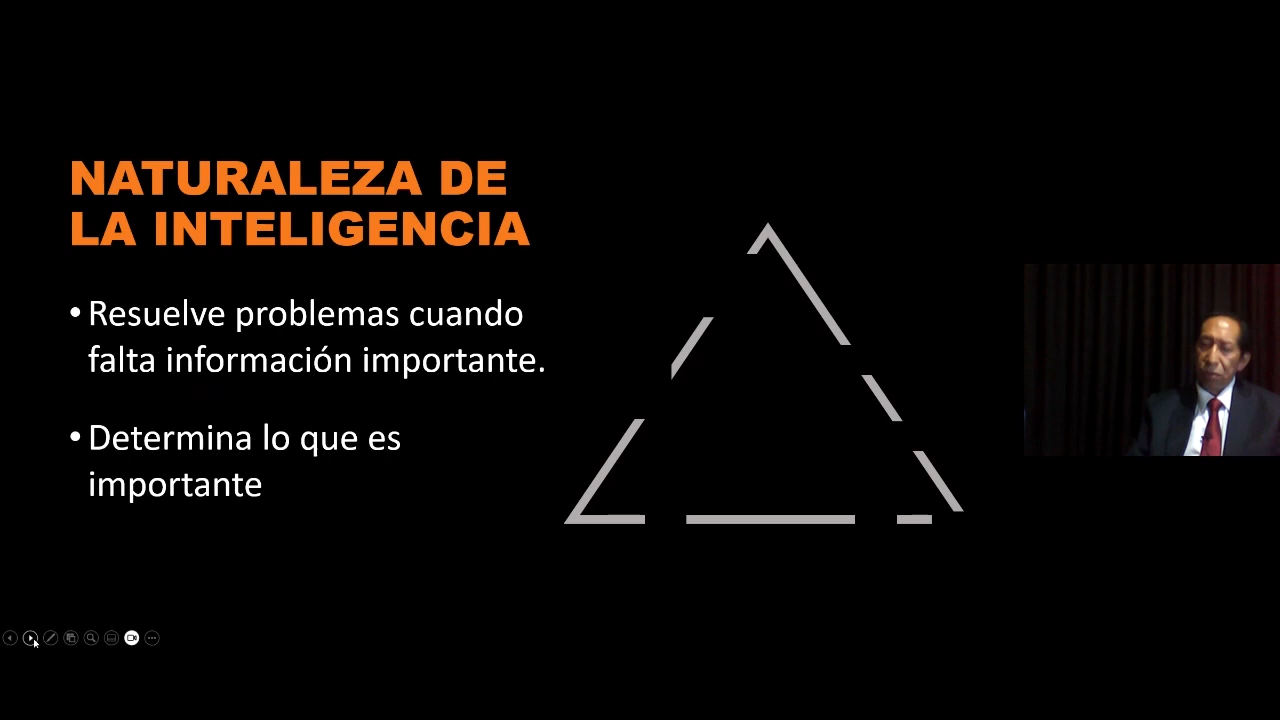 NATURALEZA DE
LA INTELIGENCIA
• Resuelve problemas cuando
falta información importante.
• Determina lo que es
importante